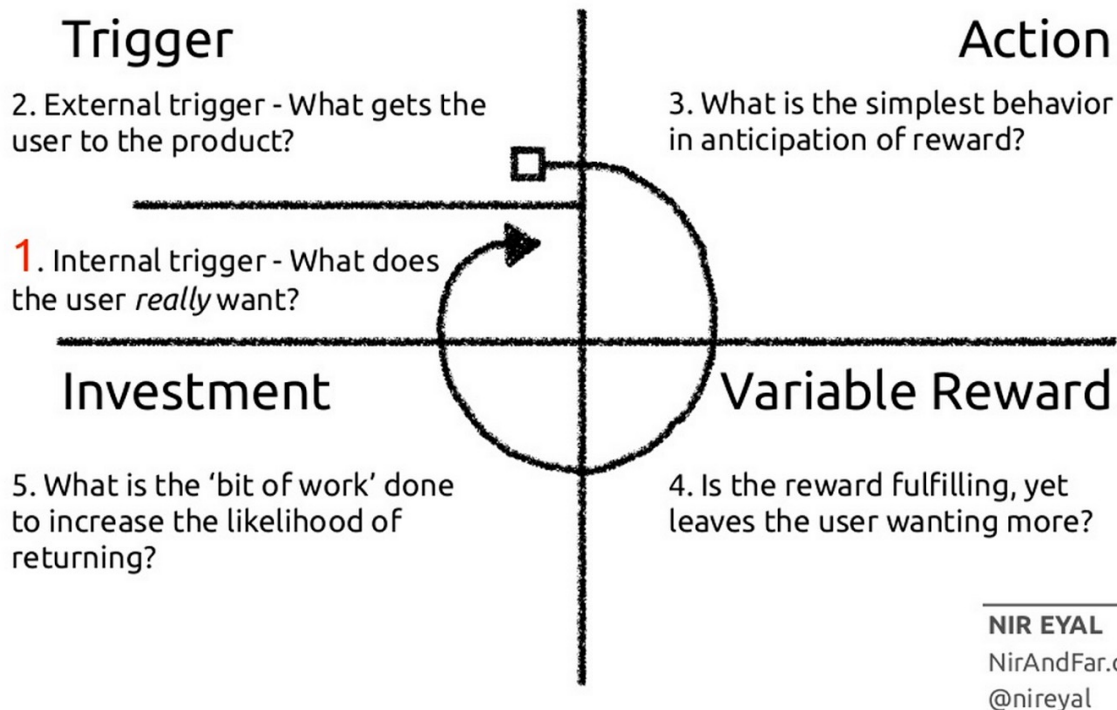 Trigger
2. External trigger - What gets the
user to the product?
1. Internal trigger - What does
the user really want?
Action
3. What is the simplest behavior
in anticipation of reward?
Variable Reward
4. Is the reward fulfilling, yet
leaves the user wanting more?
Investment
5. What is the ‘bit of work’ done
to increase the likelihood of
returning?
NIR EYAL
@nireyal